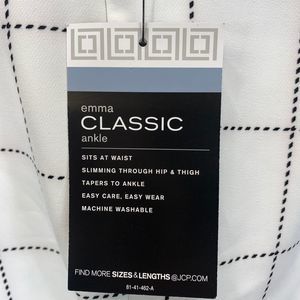 emma
CLASSIC
ankle
SITS AT WAIST
SLIMMING THROUGH HIP & THIGH
TAPERS TO ANKLE
EASY CARE, EASY WEAR
MACHINE WASHABLE
FIND MORE SIZES & LENGTHS @ JCP.COM
81-41-462-A